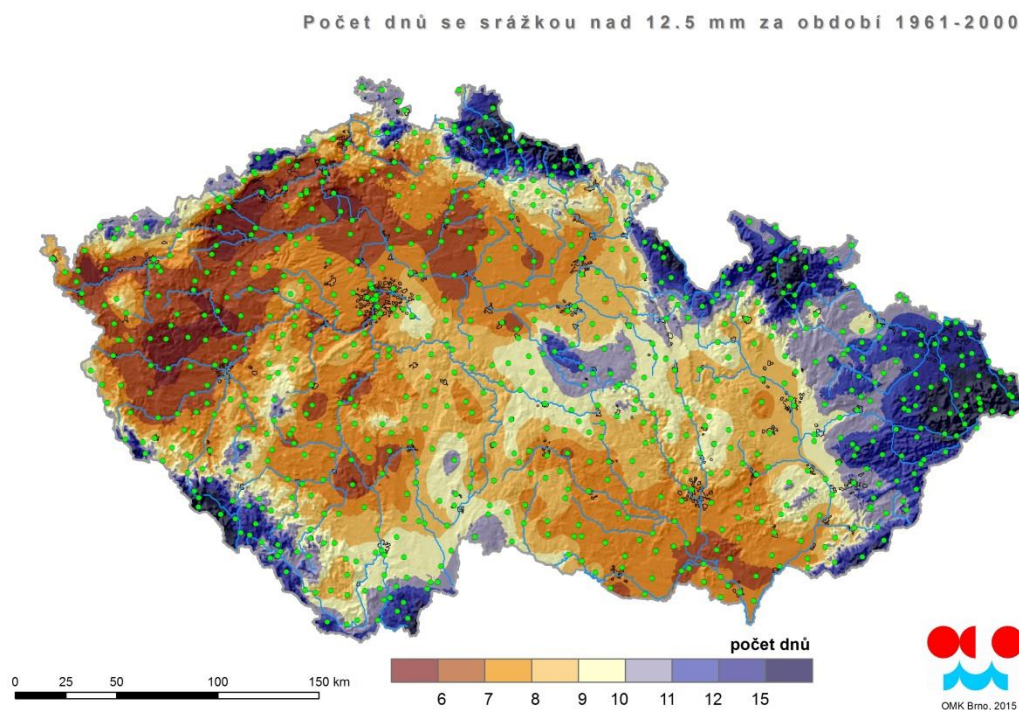 Počet dnů se srážkou nad 12.5 mm za období 1961-2000
počet dnů
6 7 8 9 10 11 12 15
0 25 50 100 150 km
OMK Brno, 2015